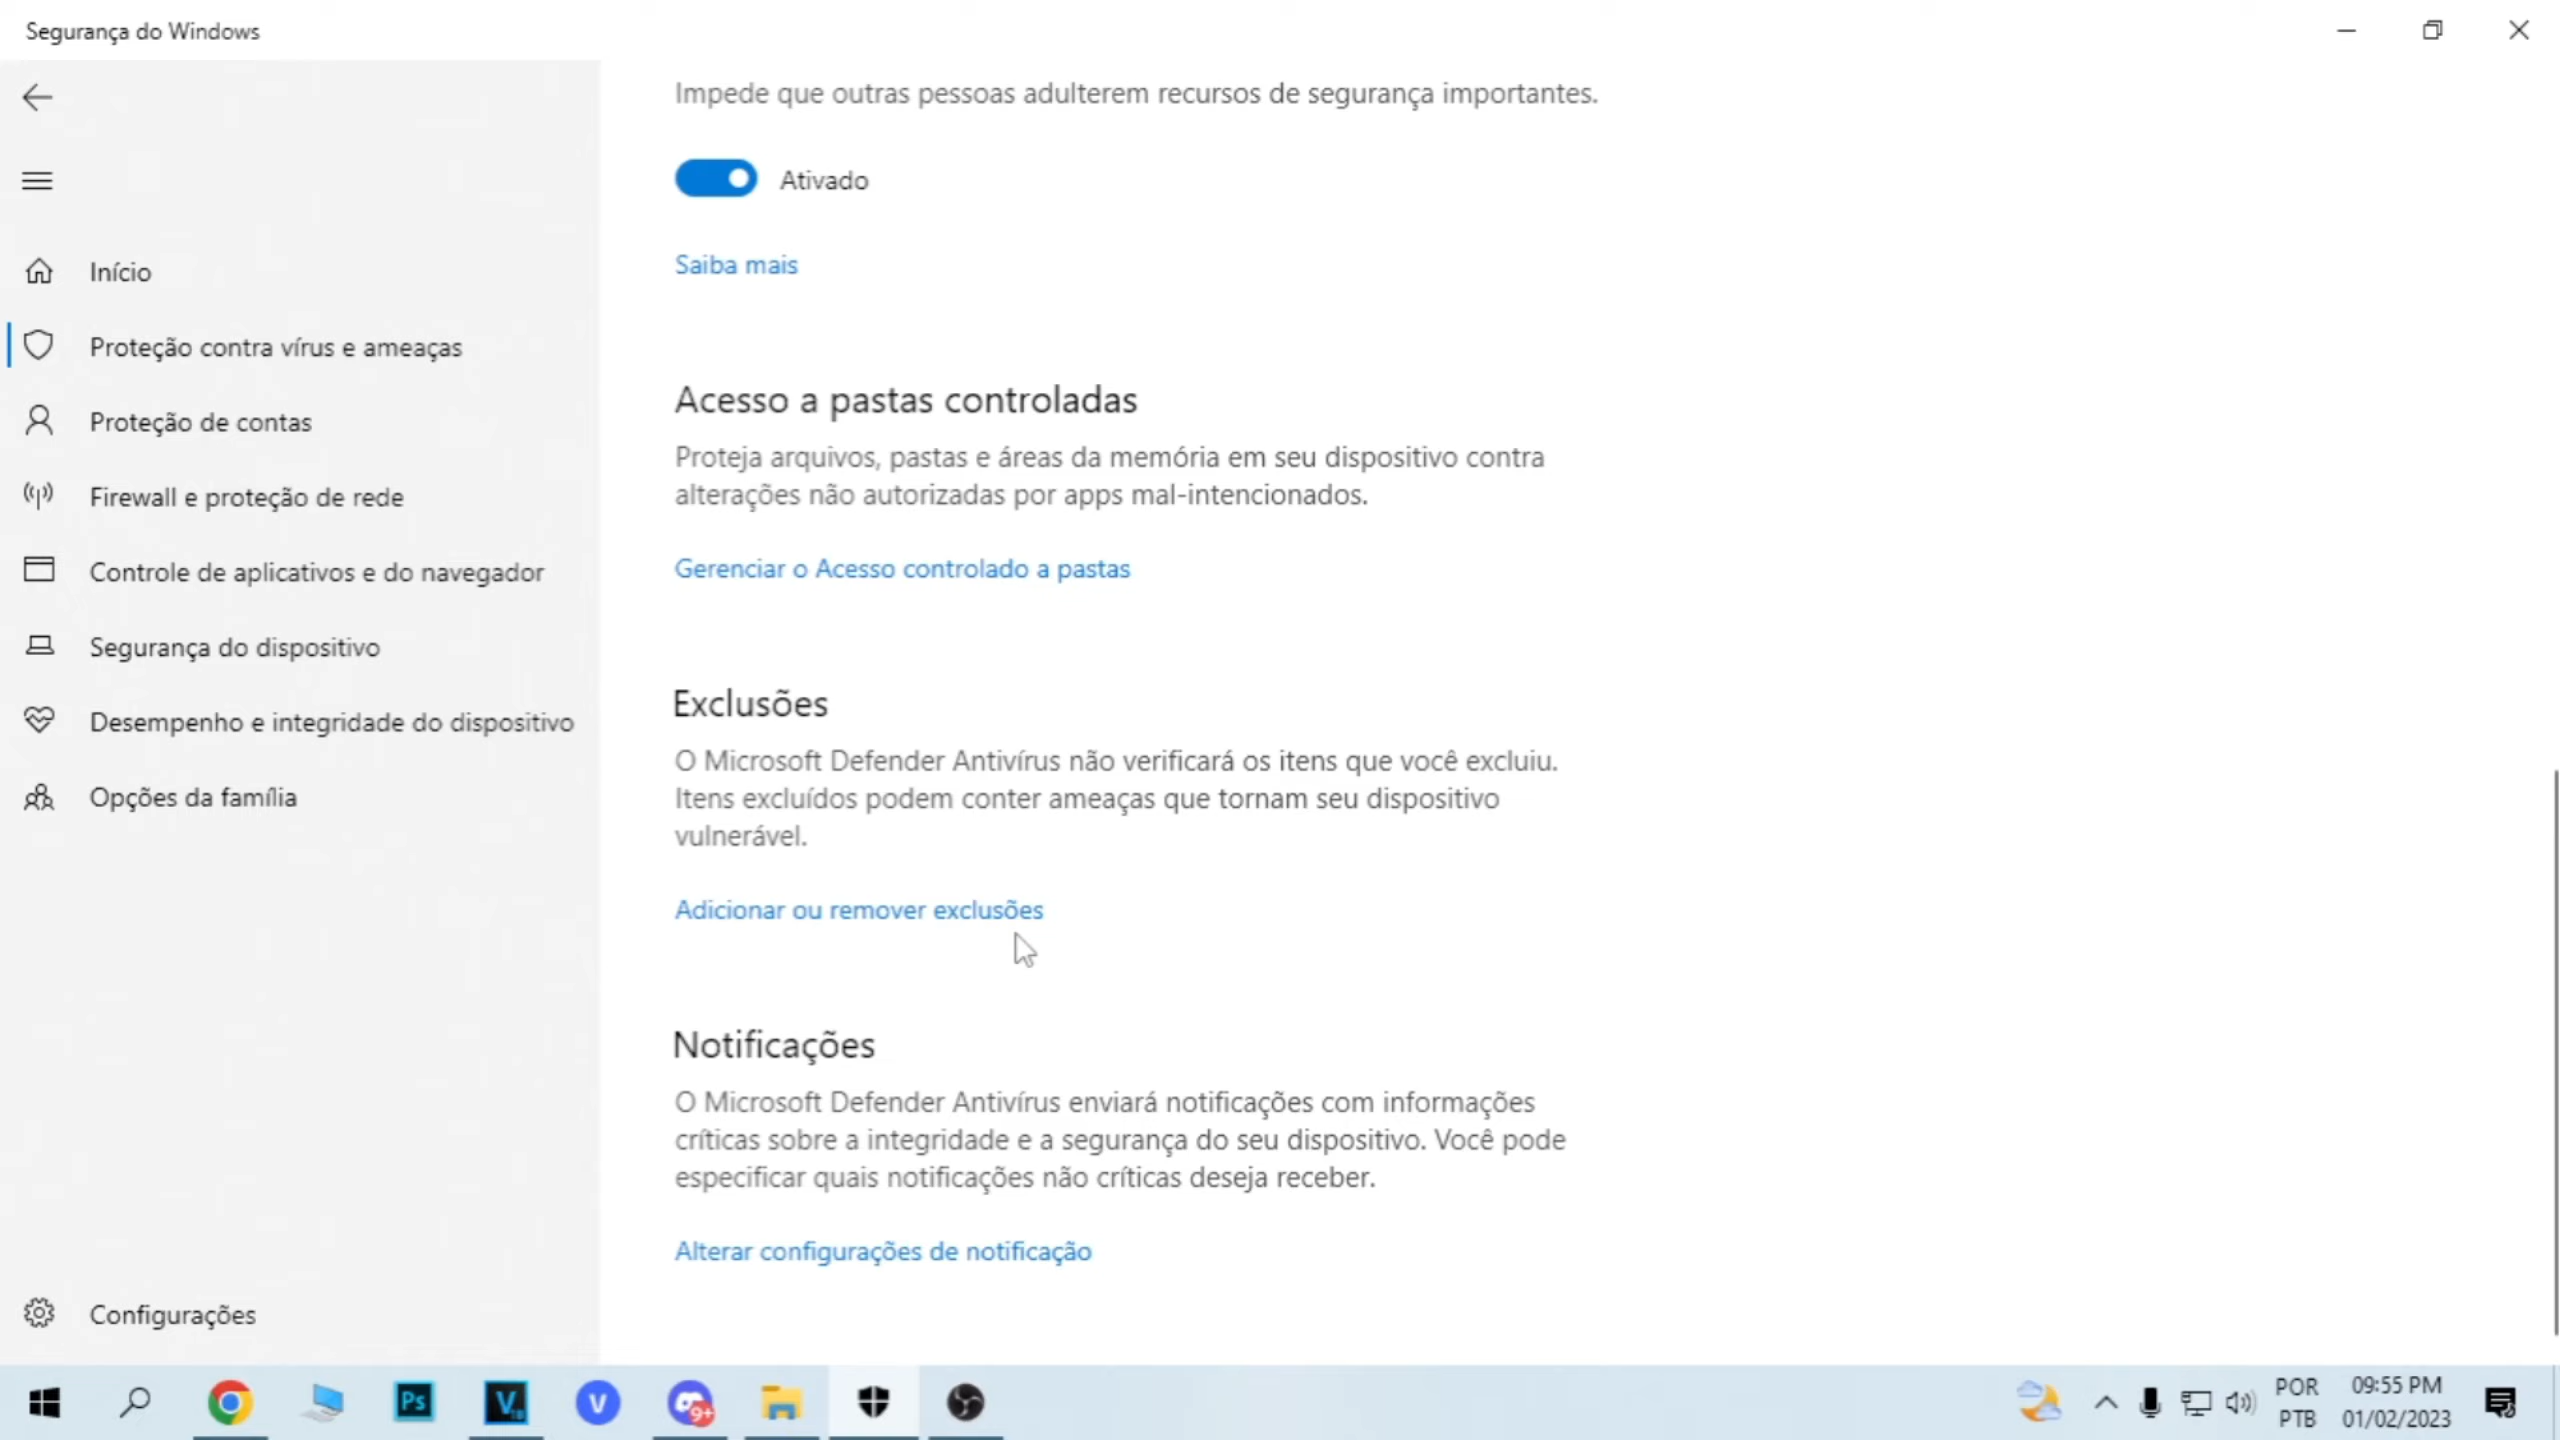 Segurança do Windows
Impede que outras pessoas adulterem recursos de segurança importantes.
Ativado
Saiba mais
Início
Proteção contra vírus e ameaças
Proteção de contas
Firewall e proteção de rede
Controle de aplicativos e do navegador
Segurança do dispositivo
Desempenho e integridade do dispositivo
Opções da família
Configurações
Acesso a pastas controladas
Proteja arquivos, pastas e áreas da memória em seu dispositivo contra
alterações não autorizadas por apps mal-intencionados.
Gerenciar o Acesso controlado a pastas
Exclusões
O Microsoft Defender Antivírus não verificará os itens que você excluiu.
Itens excluídos podem conter ameaças que tornam seu dispositivo
vulnerável.
Adicionar ou remover exclusões
Notificações
O Microsoft Defender Antivírus enviará notificações com informações
críticas sobre a integridade e a segurança do seu dispositivo. Você pode
especificar quais notificações não críticas deseja receber.
Alterar configurações de notificação
Ps
V
V
9+
POR
PTB
09:55 PM
01/02/2023